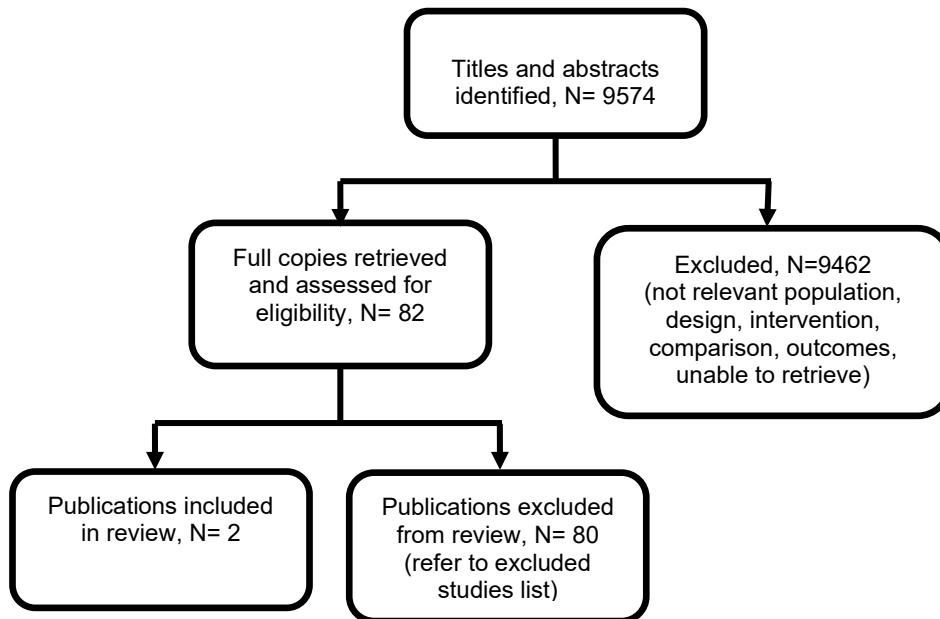 Titles and abstracts
identified, N= 9574
Full copies retrieved
and assessed for
eligibility, N= 82
Excluded, N=9462
(not relevant population,
design, intervention,
comparison, outcomes,
unable to retrieve)
Publications included
in review, N= 2
Publications excluded
from review, N= 80
(refer to excluded
studies list)